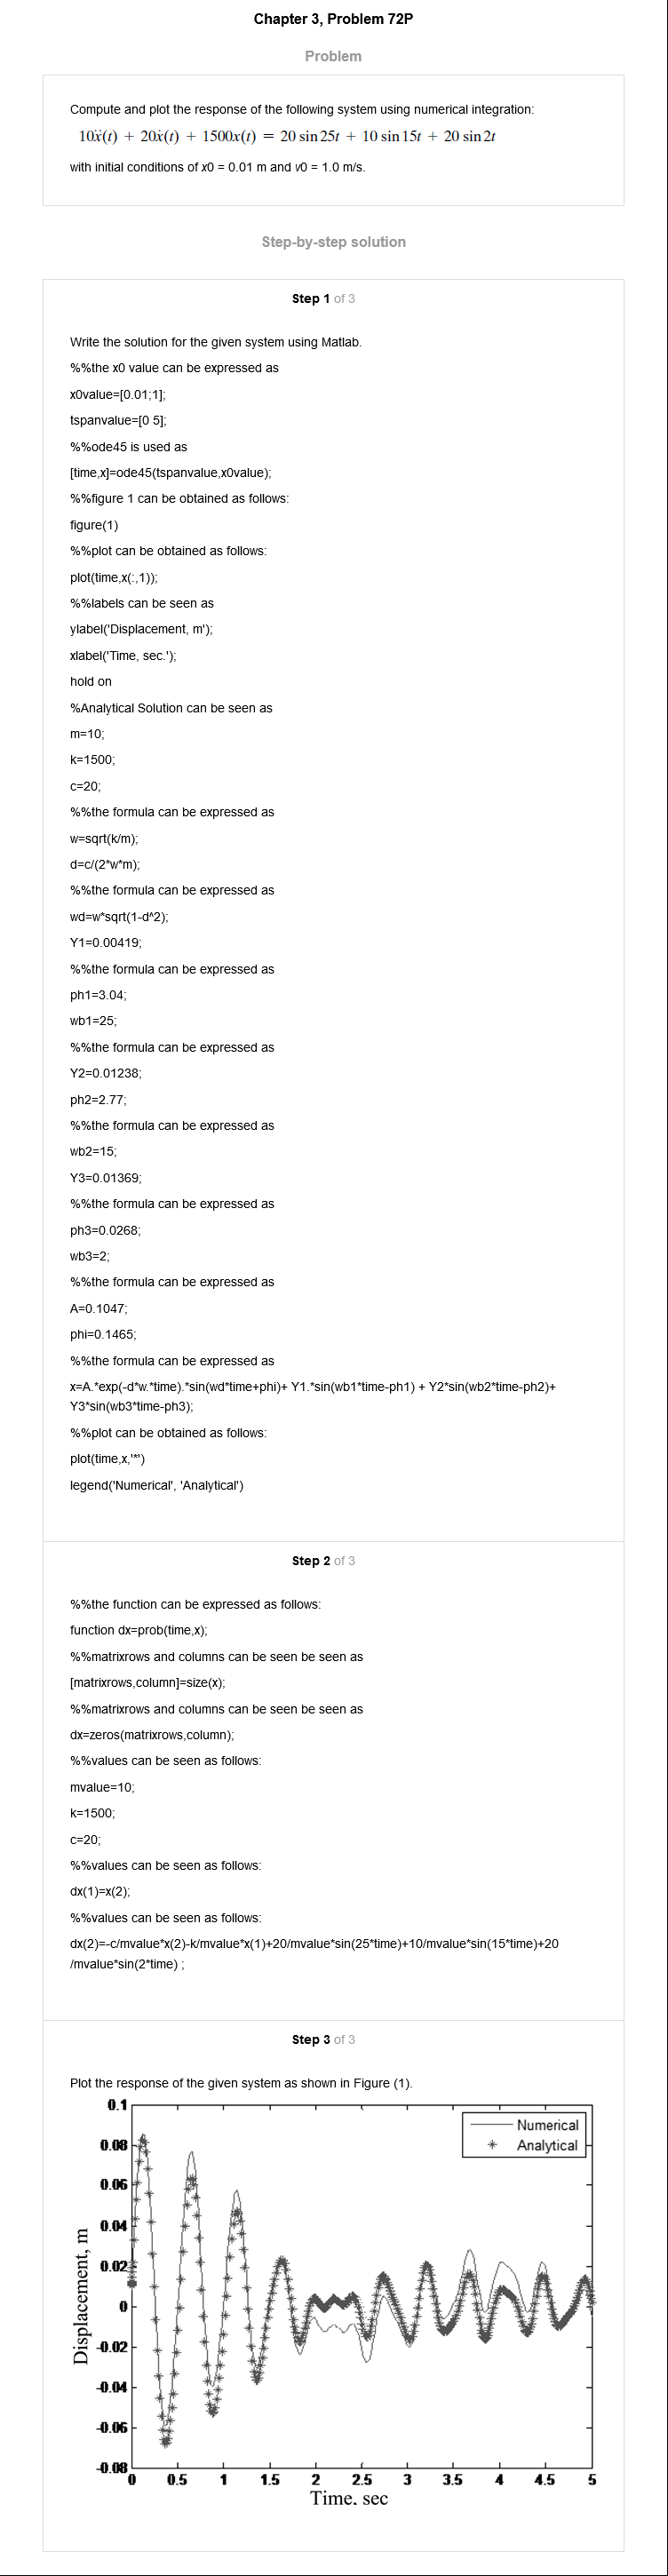 Chapter 3, Problem 72P
Problem
Compute and plot the response of the following system using numerical integration:
10ẍ(t) + 20ẋ(t) + 1500x(t) = 20 sin 25t + 10 sin 15t + 20 sin 2t
with initial conditions of x0 = 0.01 m and v0 = 1.0 m/s.
Step-by-step solution
Step 1 of 3
Write the solution for the given system using Matlab.
%%the x0 value can be expressed as
x0value=[0.01;1];
tspanvalue=[0 5];
%%ode45 is used as
[time,x]=ode45(tspanvalue,x0value);
%%figure 1 can be obtained as follows:
figure(1)
%%plot can be obtained as follows:
plot(time,x(:,1));
%%labels can be seen as
ylabel('Displacement, m');
xlabel('Time, sec.');
hold on
%Analytical Solution can be seen as
m=10;
k=1500;
c=20;
%%the formula can be expressed as
w=sqrt(k/m);
d=c/(2*w*m);
%%the formula can be expressed as
wd=w*sqrt(1-d^2);
Y1=0.00419;
%%the formula can be expressed as
ph1=3.04;
wb1=25;
%%the formula can be expressed as
Y2=0.01238;
ph2=2.77;
%%the formula can be expressed as
wb2=15;
Y3=0.01369;
%%the formula can be expressed as
ph3=0.0268;
wb3=2;
%%the formula can be expressed as
A=0.1047;
phi=0.1465;
%%the formula can be expressed as
x=A.*exp(-d*w.*time).*sin(wd*time+phi)+ Y1.*sin(wb1*time-ph1) + Y2*sin(wb2*time-ph2)+
Y3*sin(wb3*time-ph3);
%%plot can be obtained as follows:
plot(time,x,'*')
legend('Numerical', 'Analytical')
Step 2 of 3
%%the function can be expressed as follows:
function dx=prob(time,x);
%%matrixrows and columns can be seen be seen as
[matrixrows,column]=size(x);
%%matrixrows and columns can be seen be seen as
dx=zeros(matrixrows,column);
%%values can be seen as follows:
mvalue=10;
k=1500;
c=20;
%%values can be seen as follows:
dx(1)=x(2);
%%values can be seen as follows:
dx(2)=-c/mvalue*x(2)-k/mvalue*x(1)+20/mvalue*sin(25*time)+10/mvalue*sin(15*time)+20
/mvalue*sin(2*time) ;
Step 3 of 3
Plot the response of the given system as shown in Figure (1).
0.1
Numerical
0.08
Analytical
0.06
0.04
0.02
0
-0.02
-0.04
-0.06
-0.08
Displacement, m
0 0.5 1 1.5 2 2.5 3 3.5 4 4.5 5
Time, sec